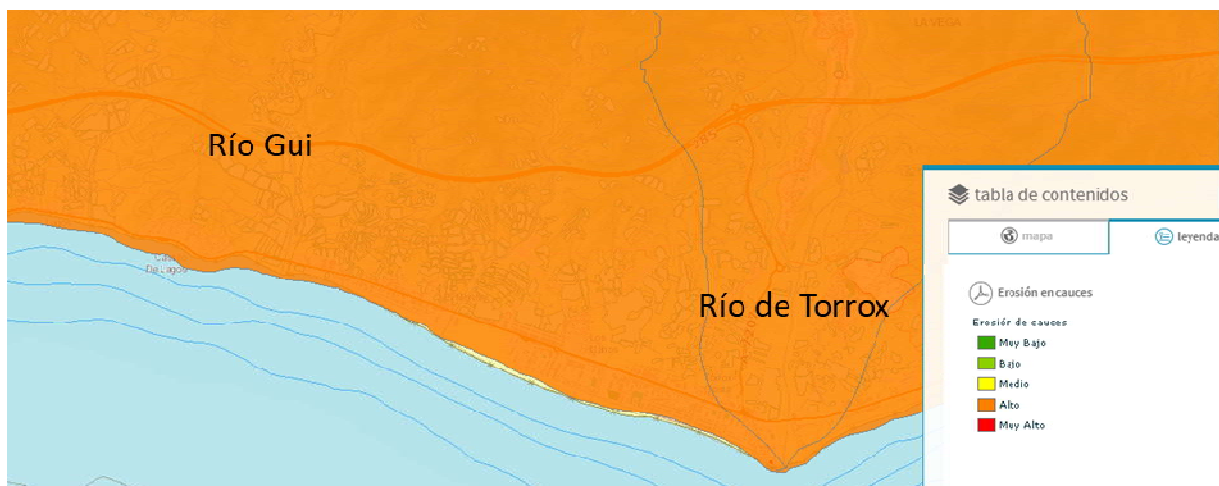 LA VEGA
Río Gui
tabla de contenidos
mapa
leyenda
Río de Torrox
Erosión en cauces
Erosiór de cauces
Muy Bajo
Bajo
Medio
Alto
Muy Alto